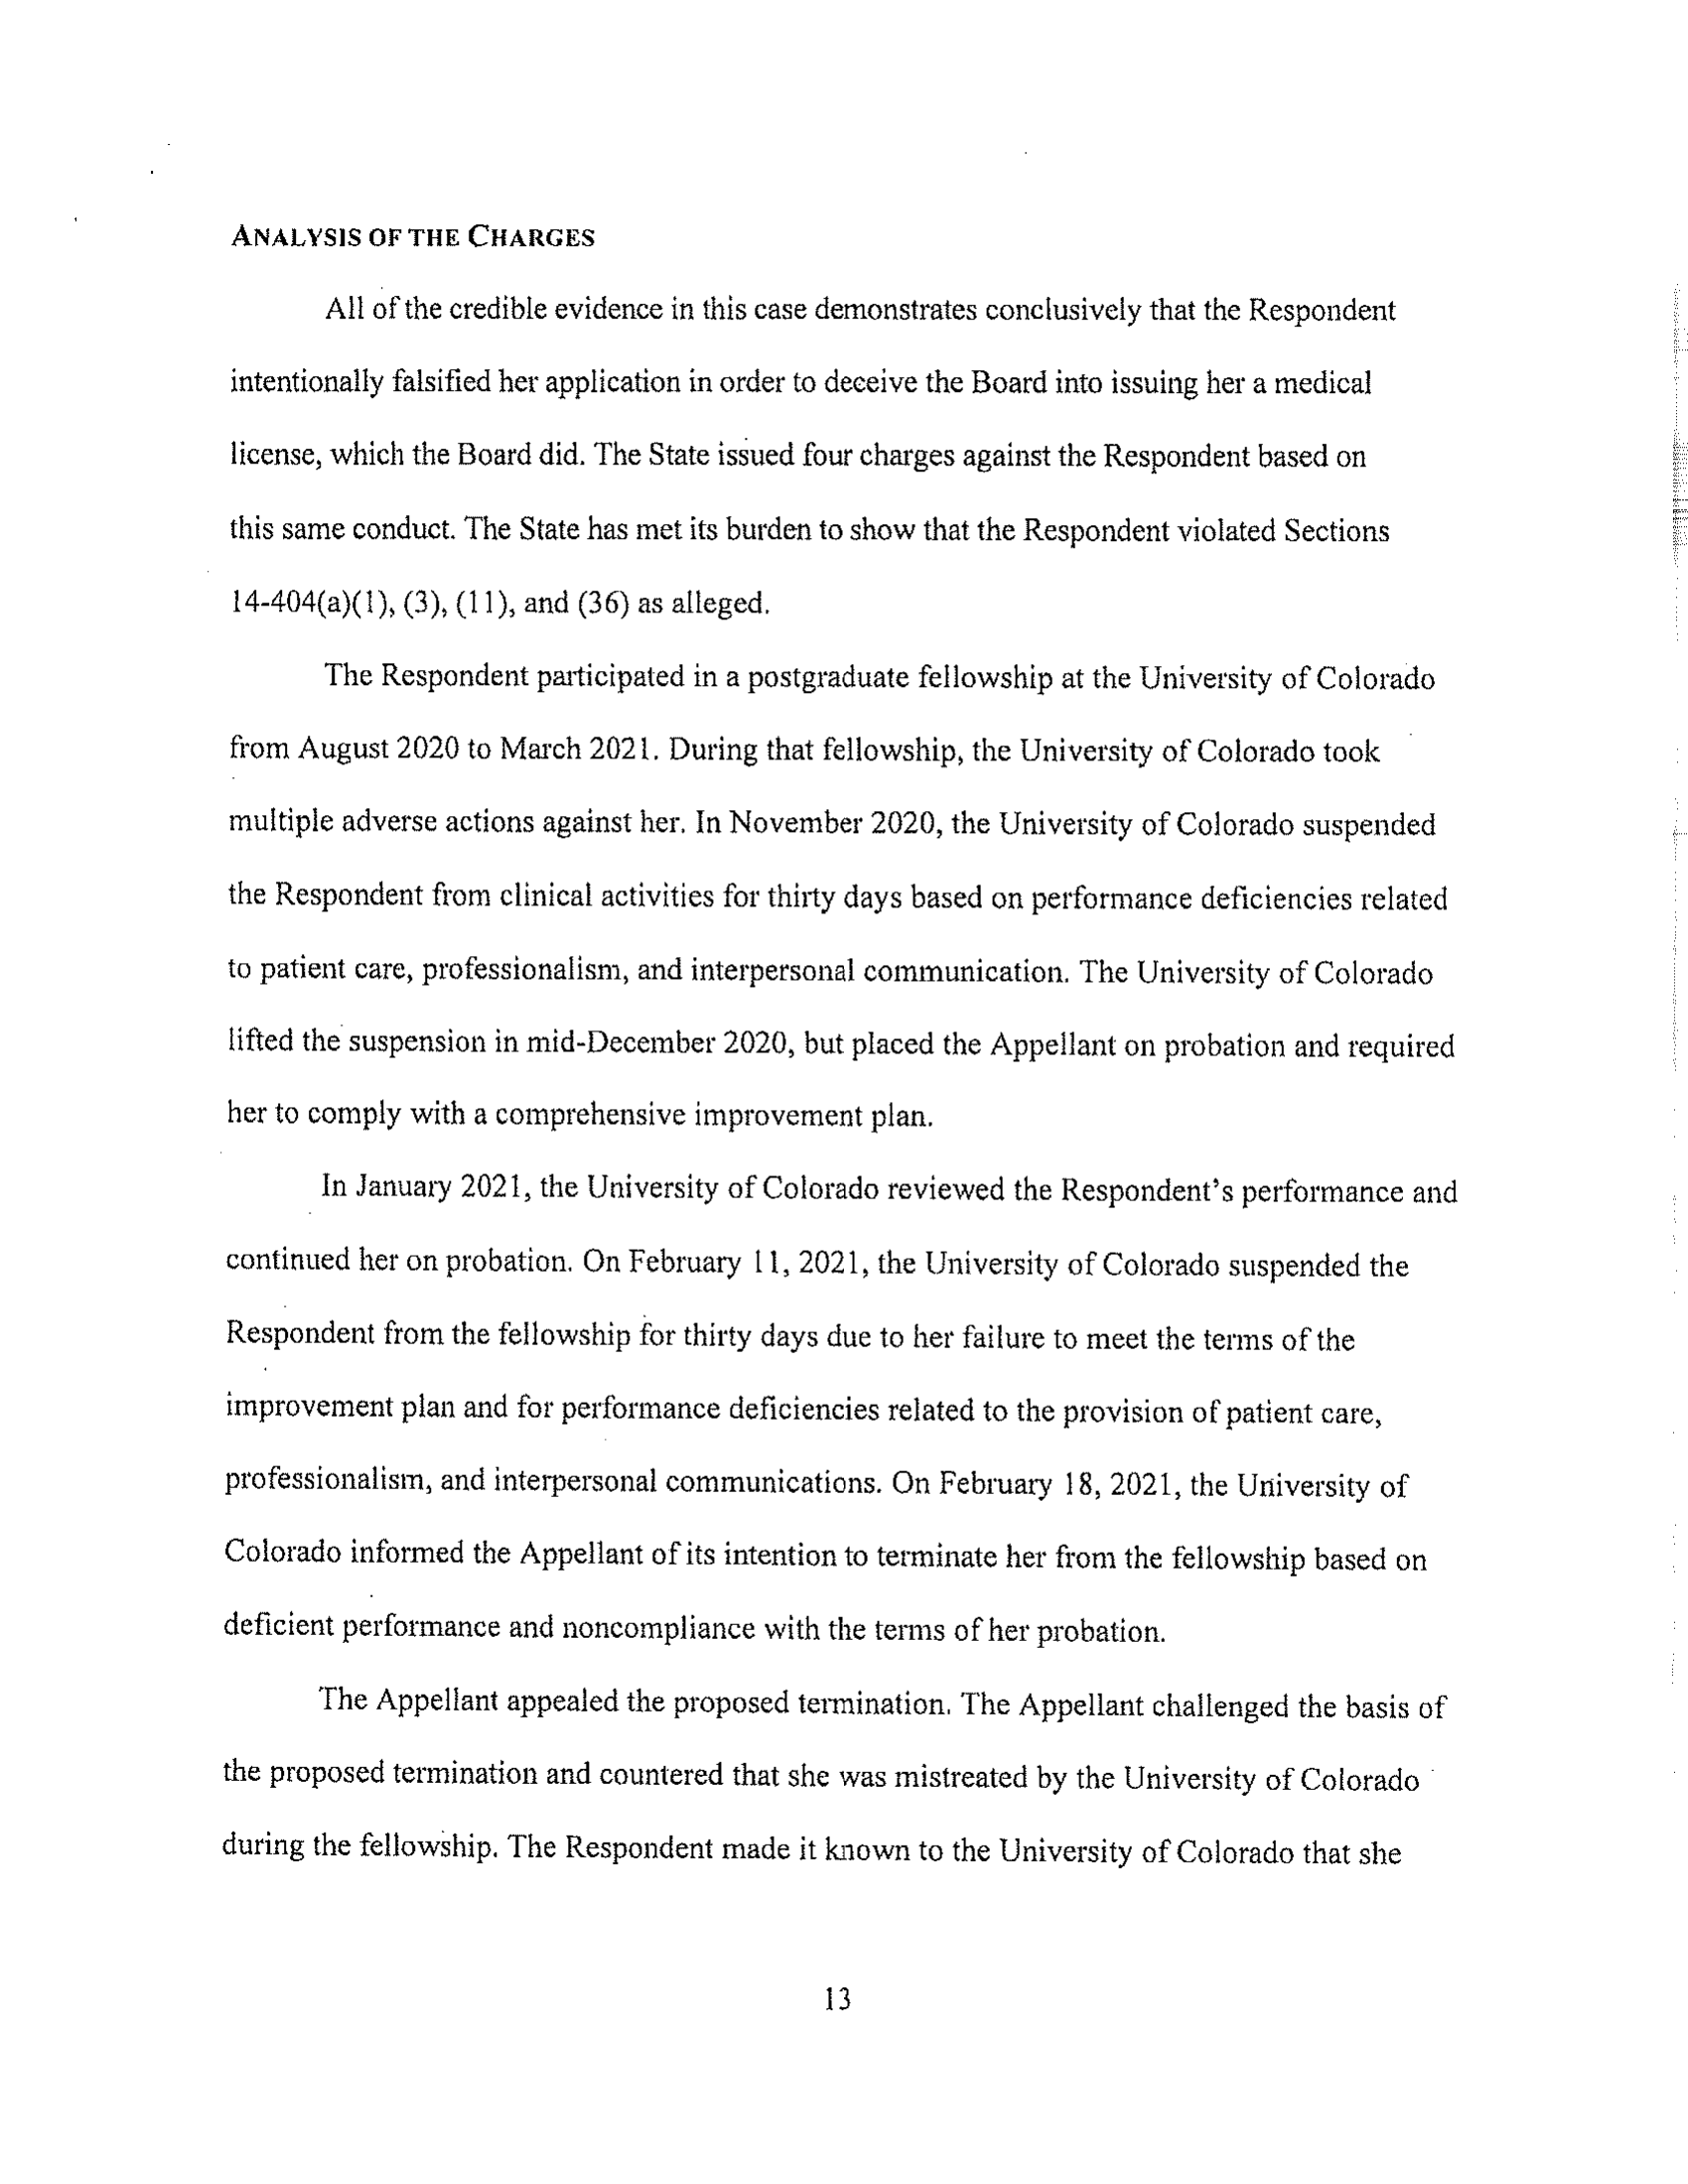 ANALYSIS OF THE CHARGES
All of the credible evidence in this case demonstrates conclusively that the Respondent
intentionally falsified her application in order to deceive the Board into issuing her a medical
license, which the Board did. The State issued four charges against the Respondent based on
this same conduct. The State has met its burden to show that the Respondent violated Sections
14-404(a)(1), (3), (11), and (36) as alleged.
The Respondent participated in a postgraduate fellowship at the University of Colorado
from August 2020 to March 2021. During that fellowship, the University of Colorado took
multiple adverse actions against her. In November 2020, the University of Colorado suspended
the Respondent from clinical activities for thirty days based on performance deficiencies related
to patient care, professionalism, and interpersonal communication. The University of Colorado
lifted the suspension in mid-December 2020, but placed the Appellant on probation and required
her to comply with a comprehensive improvement plan.
In January 2021, the University of Colorado reviewed the Respondent's performance and
continued her on probation. On February 11, 2021, the University of Colorado suspended the
Respondent from the fellowship for thirty days due to her failure to meet the terms of the
improvement plan and for performance deficiencies related to the provision of patient care,
professionalism, and interpersonal communications. On February 18, 2021, the University of
Colorado informed the Appellant of its intention to terminate her from the fellowship based on
deficient performance and noncompliance with the terms of her probation.
The Appellant appealed the proposed termination. The Appellant challenged the basis of
the proposed termination and countered that she was mistreated by the University of Colorado
during the fellowship. The Respondent made it known to the University of Colorado that she
13